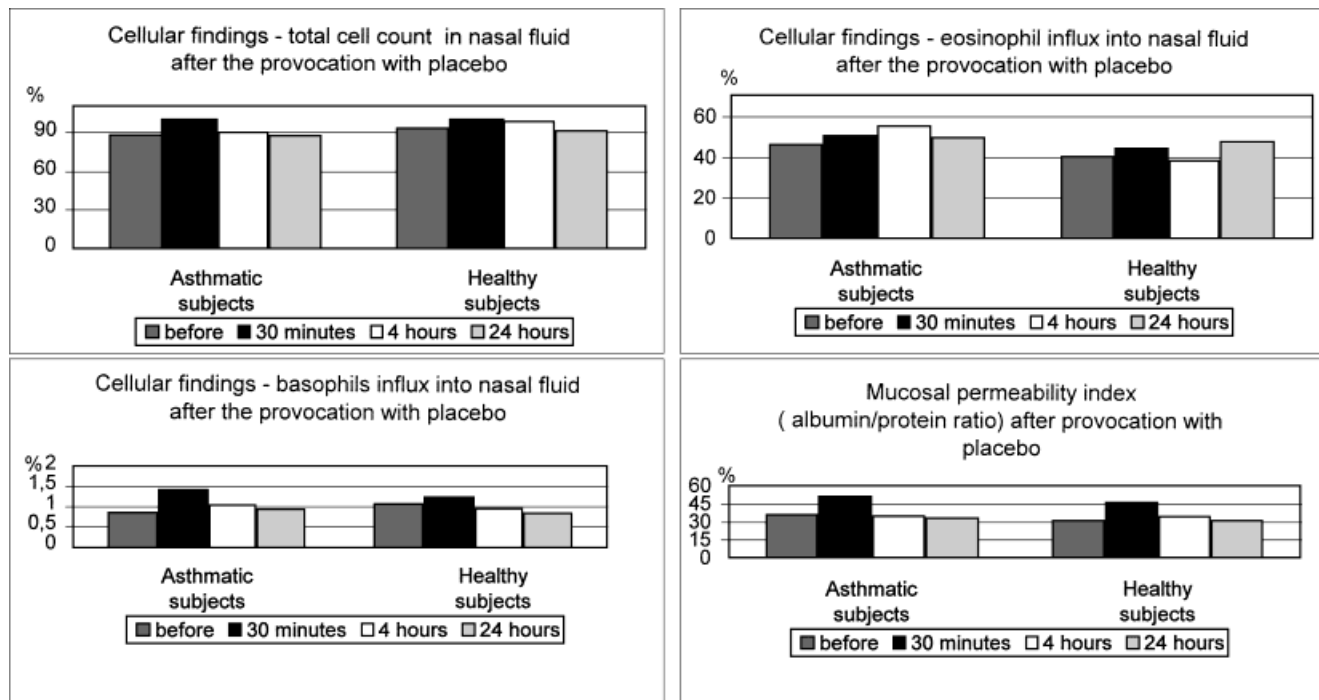 Cellular findings - total cell count in nasal fluid
after the provocation with placebo
%
90
60
30
0
Asthmatic
subjects
Healthy
subjects
before 30 minutes 4 hours 24 hours
Cellular findings - eosinophil influx into nasal fluid
after the provocation with placebo
%
60
40
20
0
Asthmatic
subjects
Healthy
subjects
before 30 minutes 4 hours 24 hours
Cellular findings - basophils influx into nasal fluid
after the provocation with placebo
%2
1,5
1
0,5
0
Asthmatic
subjects
Healthy
subjects
before 30 minutes 4 hours 24 hours
Mucosal permeability index
( albumin/protein ratio) after provocation with
placebo
%
60
45
30
15
0
Asthmatic
subjects
Healthy
subjects
before 30 minutes 4 hours 24 hours